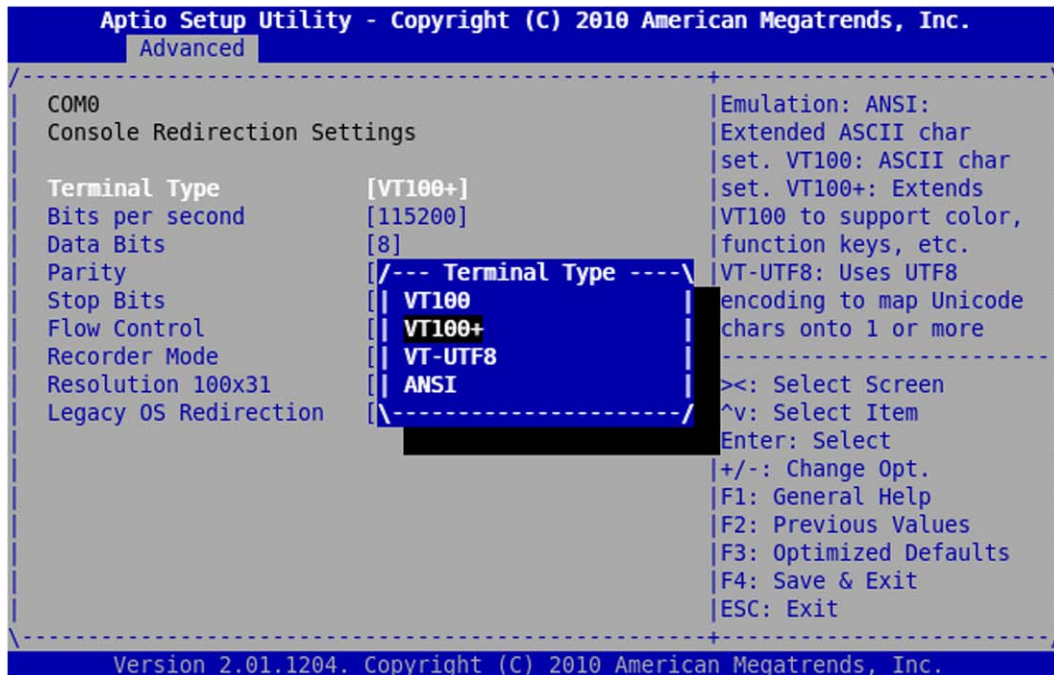 Aptio Setup Utility - Copyright (C) 2010 American Megatrends, Inc.
Advanced
/----------------------------------------------------+-------------------------\
| COM0 |Emulation: ANSI:
| Console Redirection Settings |Extended ASCII char
| |set. VT100: ASCII char
| Terminal Type [VT100+] |set. VT100+: Extends
| Bits per second [115200] |VT100 to support color,
| Data Bits [8] |function keys, etc.
| Parity [/--- Terminal Type ----\ |VT-UTF8: Uses UTF8
| Stop Bits [| VT100 | encoding to map Unicode
| Flow Control [| VT100+ | chars onto 1 or more
| Recorder Mode [| VT-UTF8 | -------------------------
| Resolution 100x31 [| ANSI | ><: Select Screen
| Legacy OS Redirection [\----------------------/ ^v: Select Item
| Enter: Select
| |+/-: Change Opt.
| |F1: General Help
| |F2: Previous Values
| |F3: Optimized Defaults
| |F4: Save & Exit
| |ESC: Exit
\----------------------------------------------------+-------------------------/
Version 2.01.1204. Copyright (C) 2010 American Megatrends, Inc.